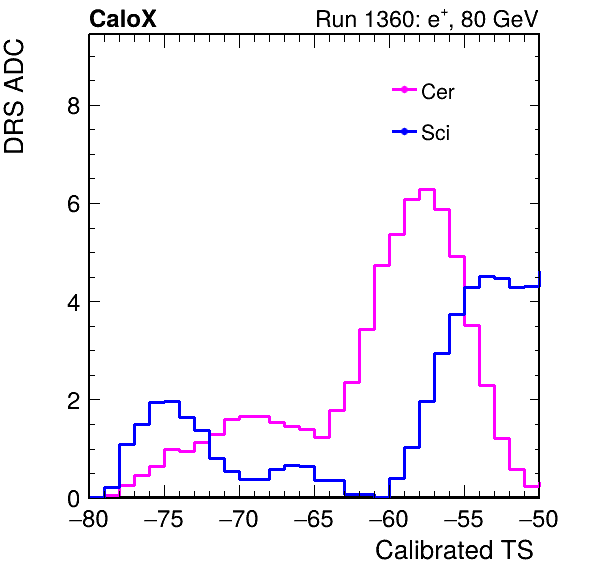 CaloX Run 1360: e⁺, 80 GeV
DRS ADC
Cer
Sci
8
6
4
2
0
−80 −75 −70 −65 −60 −55 −50
Calibrated TS